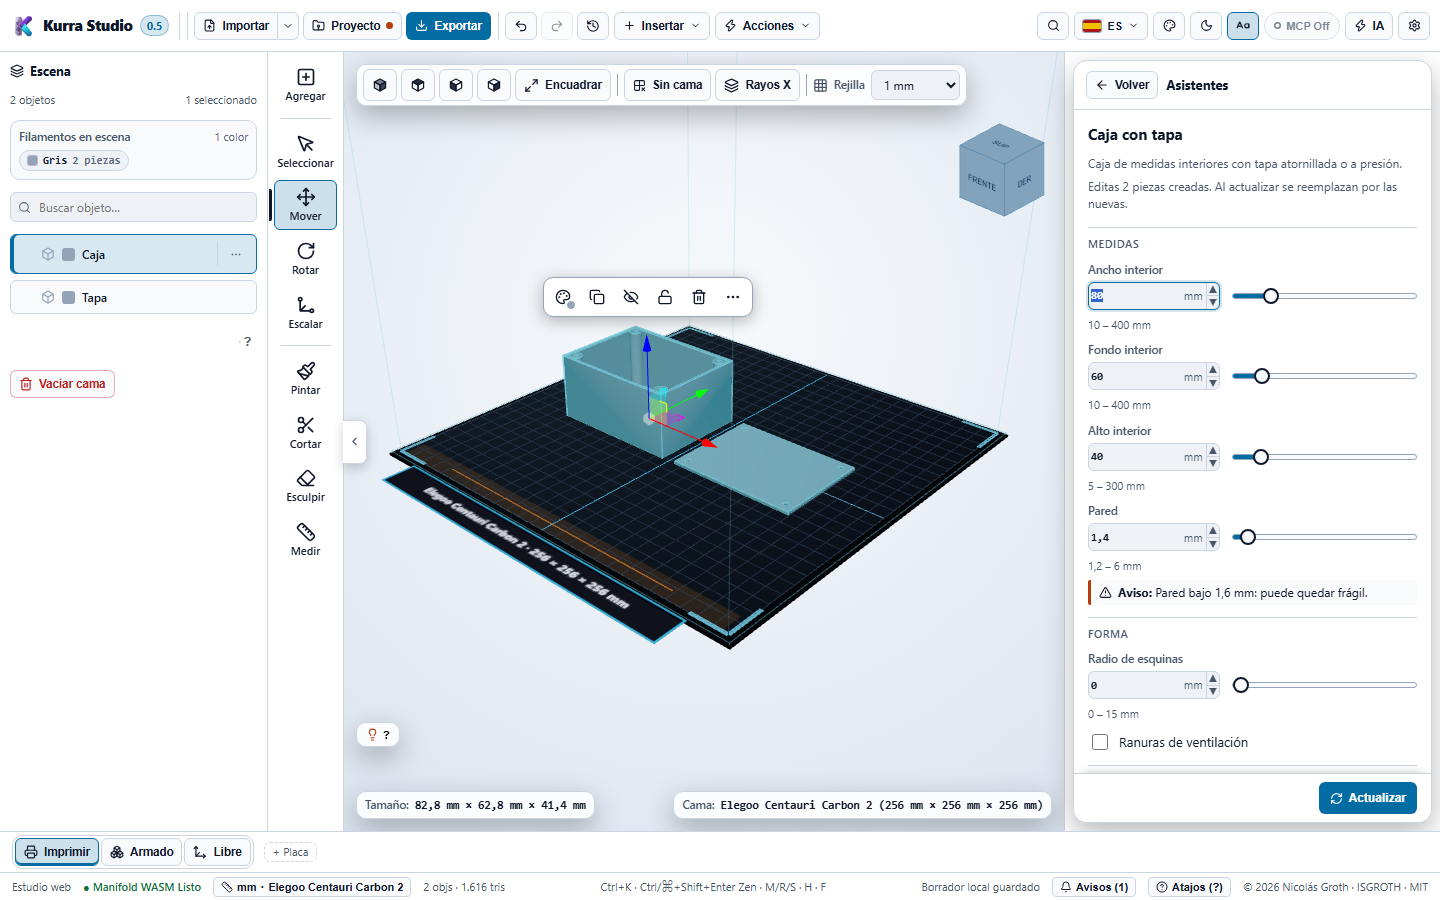 Kurra Studio 0.5
Importar
Proyecto
Exportar
Insertar
Acciones
ES
Aa
MCP Off
IA
Escena
2 objetos
1 seleccionado
Filamentos en escena
1 color
Gris 2 piezas
Buscar objeto...
Caja
...
Tapa
· ?
Vaciar cama
Agregar
Seleccionar
Mover
Rotar
Escalar
Pintar
Cortar
Esculpir
Medir
Encuadrar
Sin cama
Rayos X
Rejilla
1 mm
SUP
FRENTE
DER
Elegoo Centauri Carbon 2 · 256 × 256 × 256 mm
?
Tamaño: 82,8 mm × 62,8 mm × 41,4 mm
Cama: Elegoo Centauri Carbon 2 (256 mm × 256 mm × 256 mm)
Volver
Asistentes
Caja con tapa
Caja de medidas interiores con tapa atornillada o a presión.
Editas 2 piezas creadas. Al actualizar se reemplazan por las
nuevas.
MEDIDAS
Ancho interior
80 mm
10 – 400 mm
Fondo interior
60 mm
10 – 400 mm
Alto interior
40 mm
5 – 300 mm
Pared
1,4 mm
1,2 – 6 mm
Aviso: Pared bajo 1,6 mm: puede quedar frágil.
FORMA
Radio de esquinas
0 mm
0 – 15 mm
Ranuras de ventilación
Actualizar
Imprimir
Armado
Libre
+ Placa
Estudio web
Manifold WASM Listo
mm · Elegoo Centauri Carbon 2
2 objs · 1.616 tris
Ctrl+K · Ctrl/⌘+Shift+Enter Zen · M/R/S · H · F
Borrador local guardado
Avisos (1)
Atajos (?)
© 2026 Nicolás Groth · ISGROTH · MIT